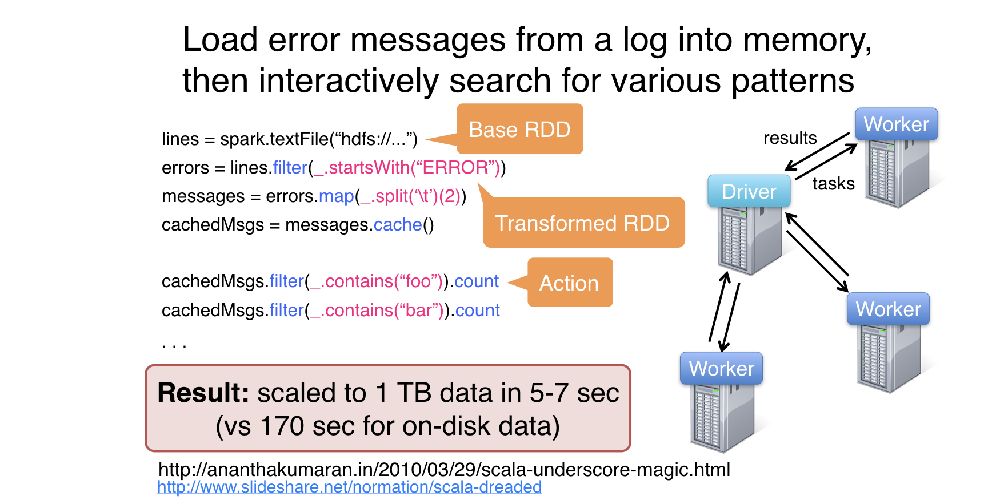 Load error messages from a log into memory,
then interactively search for various patterns
lines = spark.textFile(“hdfs://...”)
Base RDD
errors = lines.filter(_.startsWith(“ERROR”))
messages = errors.map(_.split(‘\t’)(2))
cachedMsgs = messages.cache()
Transformed RDD
cachedMsgs.filter(_.contains(“foo”)).count
Action
cachedMsgs.filter(_.contains(“bar”)).count
. . .
Result: scaled to 1 TB data in 5-7 sec
(vs 170 sec for on-disk data)
http://ananthakumaran.in/2010/03/29/scala-underscore-magic.html
http://www.slideshare.net/normation/scala-dreaded
Worker
results
tasks
Driver
Worker
Worker